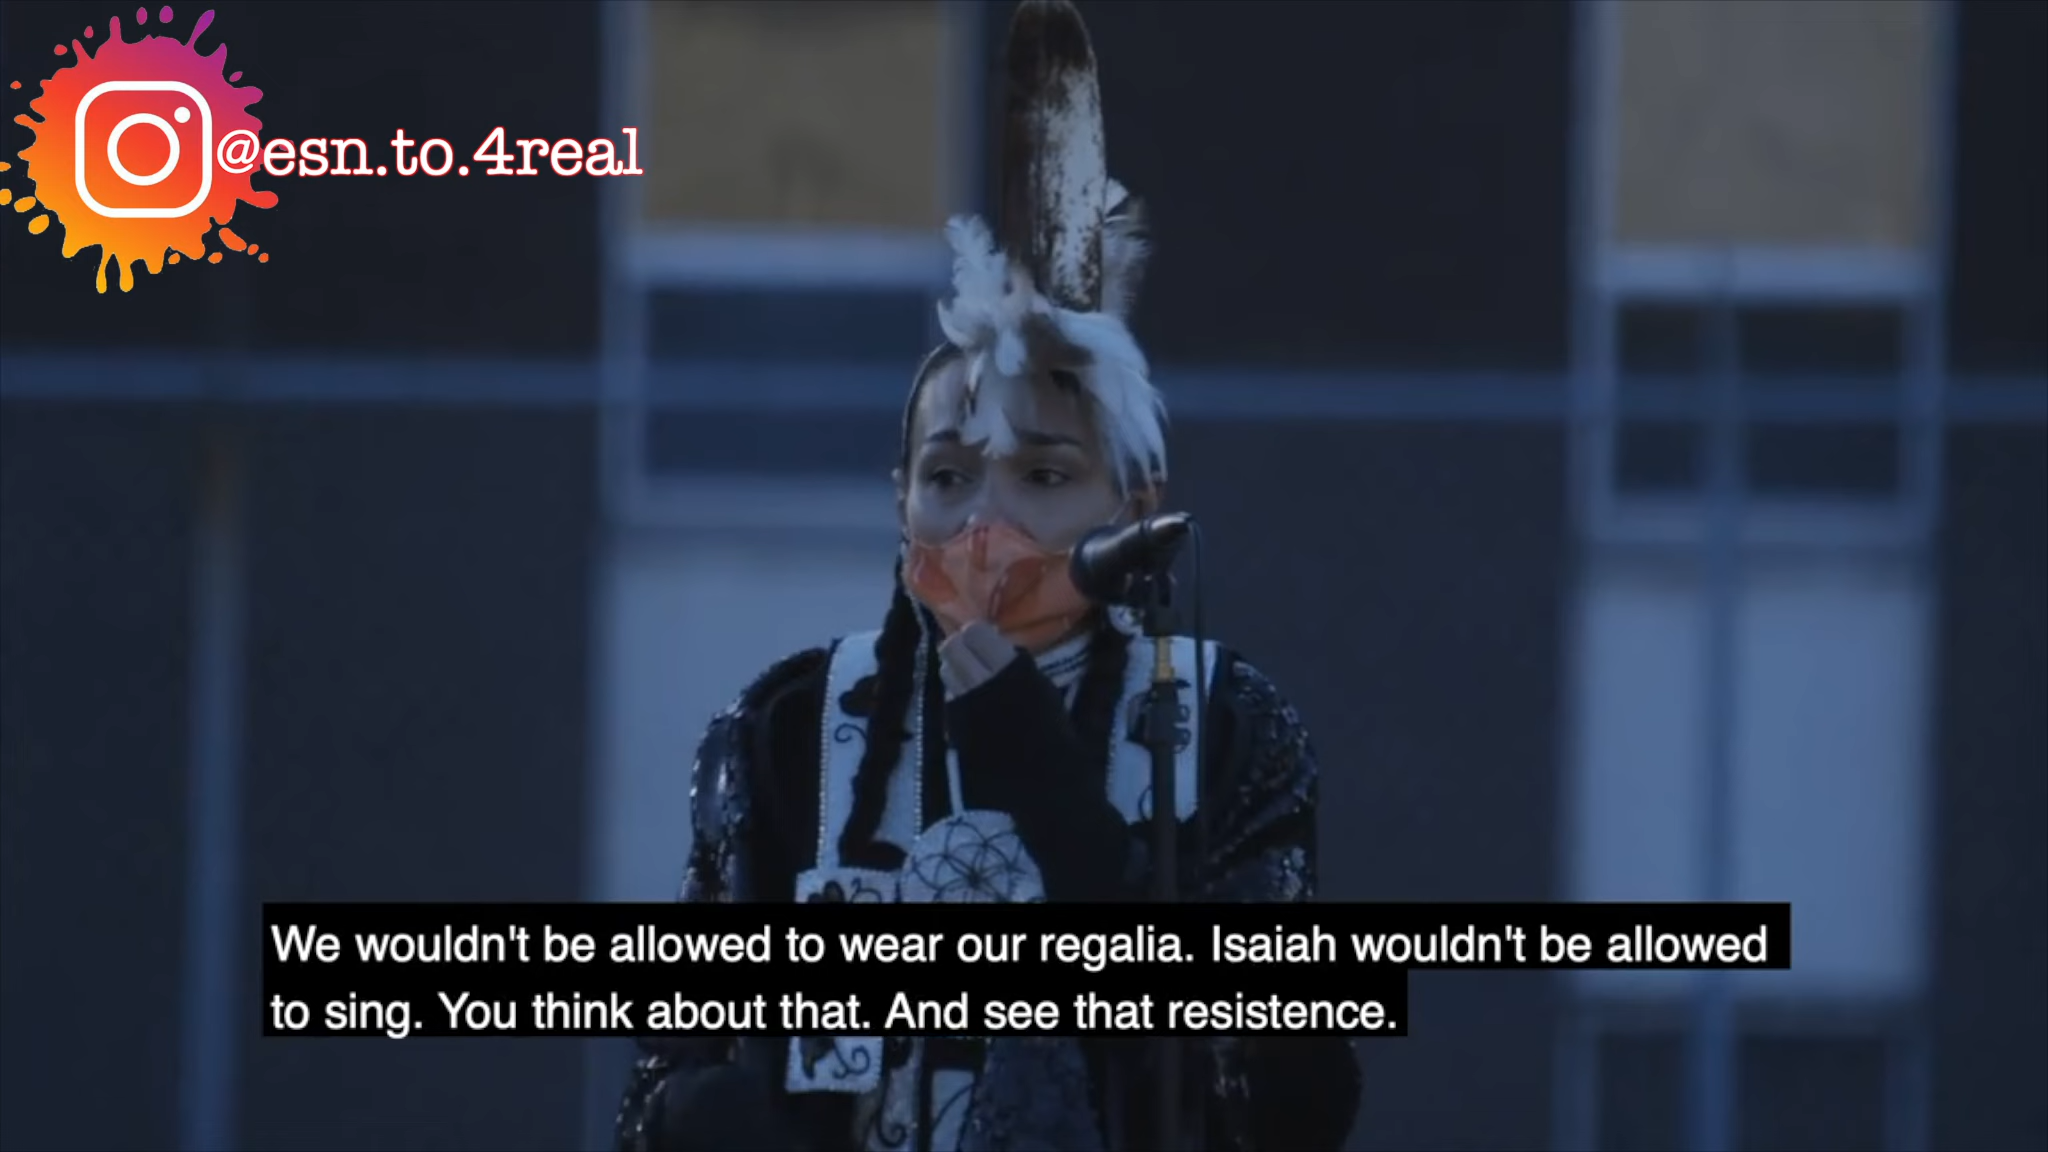 @esn.to.4real
We wouldn't be allowed to wear our regalia. Isaiah wouldn't be allowed
to sing. You think about that. And see that resistence.